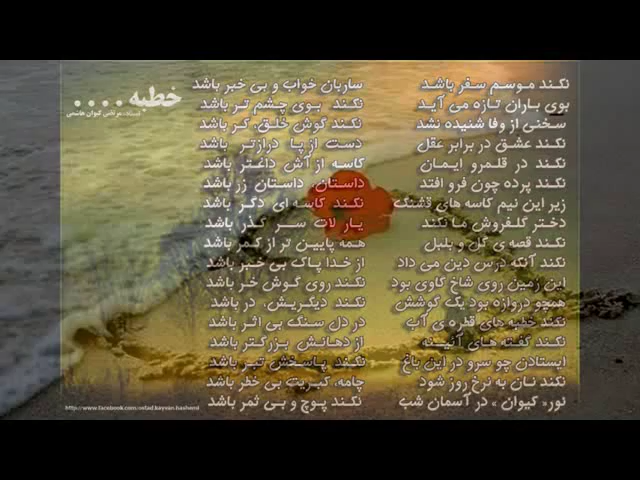 خطبه . . . .
استاد مرتضی کیوان هاشمی
نکند موسم سفر باشد ساربان خواب و بی خبر باشد
بوی باران تازه می آید نکند بوی چشم تر باشد
سخنی از وفا شنیده نشد نکند گوش خلق، کر باشد
نکند عشق در برابر عقل دست از پا درازتر باشد
نکند در قلمرو ایمان کاسه از آش داغتر باشد
نکند پرده چون فرو افتد داستان، داستان زر باشد
زیر این نیم کاسه های قشنگ نکند کاسه ای دگر باشد
دختر گلفروش ما نکند یار لات سر گذر باشد
نکند قصه ی گل و بلبل همه پایین تر از کمر باشد
نکند آنکه درس دین می داد از خدا پاک بی خبر باشد
این زمین روی شاخ گاوی بود نکند روی گوش خر باشد
همچو دروازه بود یک گوشش نکند دیگریش، در باشد
نکند خطبه های قطره ی آب در دل سنگ بی اثر باشد
نکند گفته های آئینه از دهانش بزرگتر باشد
ایستادن چو سرو در این باغ نکند پاسخش تبر باشد
نکند نان به نرخ روز شود چامه، کبریت بی خطر باشد
نور« کیوان » در آسمان شب نکند پوچ و بی ثمر باشد
http://www.facebook.com/ostad.kayvan.hashemi